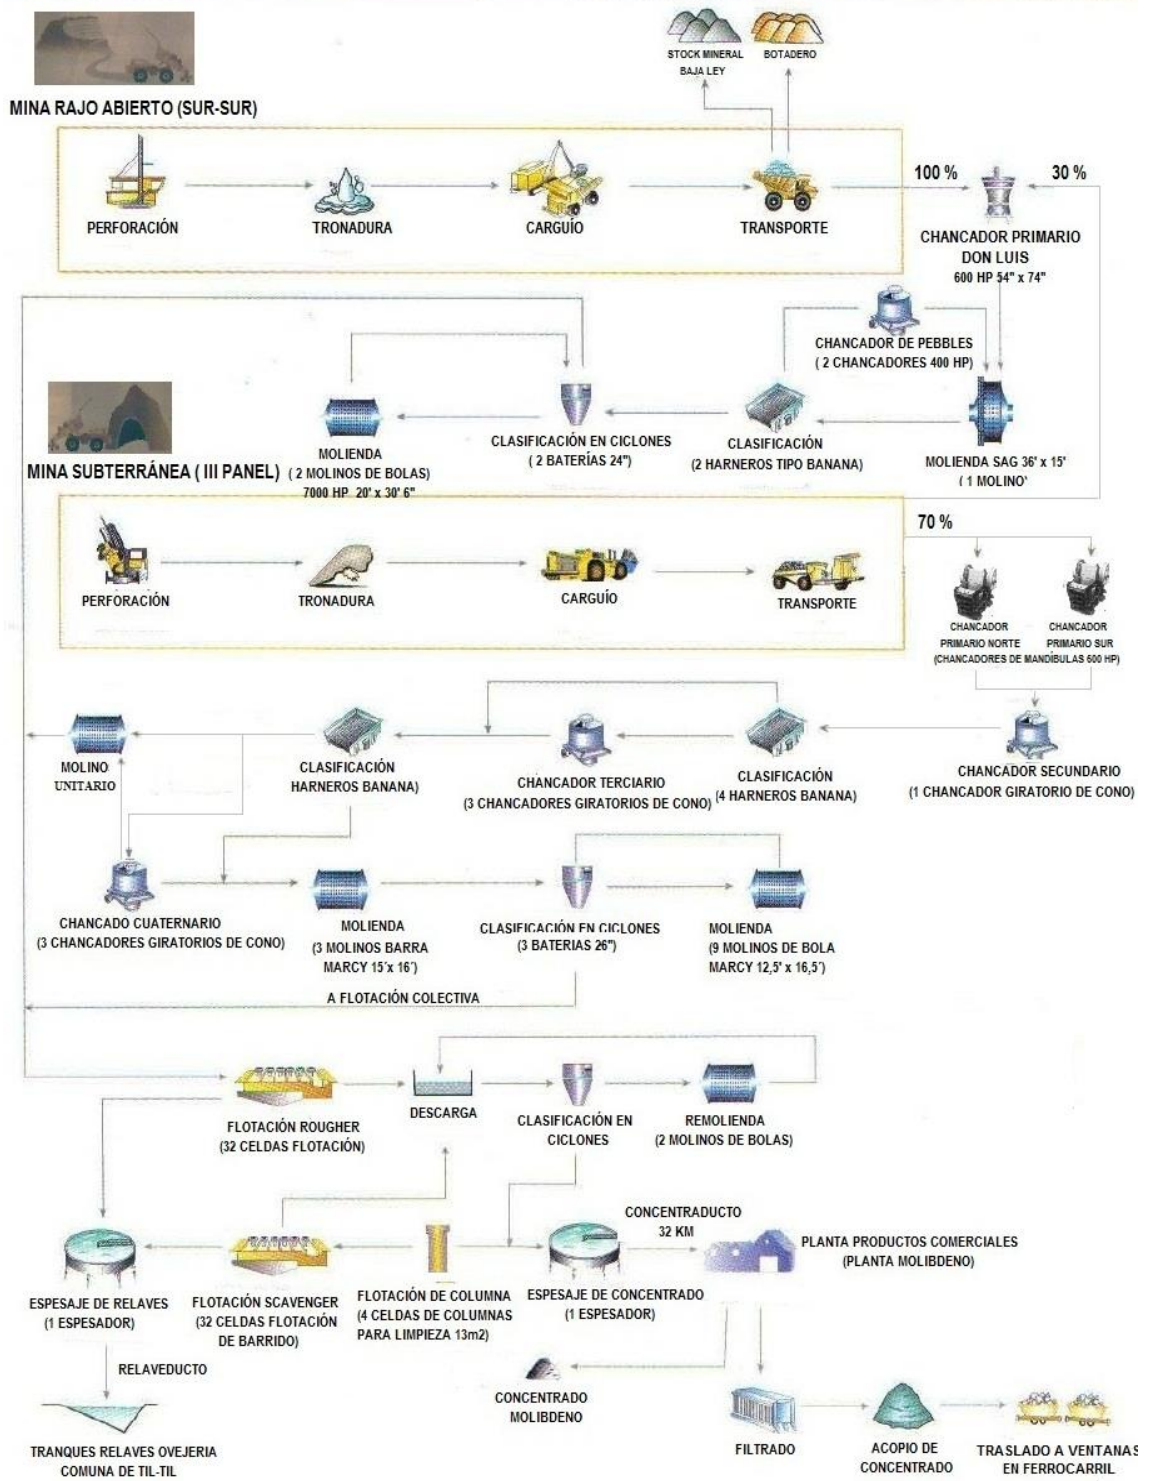 STOCK MINERAL
BAJA LEY
BOTADERO
MINA RAJO ABIERTO (SUR-SUR)
PERFORACIÓN
TRONADURA
CARGUÍO
TRANSPORTE
100 %
30 %
CHANCADOR PRIMARIO
DON LUIS
600 HP 54" x 74"
CHANCADOR DE PEBBLES
( 2 CHANCADORES 400 HP)
MOLIENDA
( 2 MOLINOS DE BOLAS)
7000 HP 20' x 30' 6"
CLASIFICACIÓN EN CICLONES
( 2 BATERÍAS 24")
CLASIFICACIÓN
(2 HARNEROS TIPO BANANA)
MOLIENDA SAG 36' x 15'
( 1 MOLINO'
MINA SUBTERRÁNEA ( III PANEL)
PERFORACIÓN
TRONADURA
CARGUÍO
TRANSPORTE
70 %
CHANCADOR
PRIMARIO NORTE
CHANCADOR
PRIMARIO SUR
(CHANCADORES DE MANDÍBULAS 600 HP)
MOLINO
UNITARIO
CLASIFICACIÓN
HARNEROS BANANA)
CHANCADOR TERCIARIO
(3 CHANCADORES GIRATORIOS DE CONO)
CLASIFICACIÓN
(4 HARNEROS BANANA)
CHANCADOR SECUNDARIO
(1 CHANCADOR GIRATORIO DE CONO)
CHANCADO CUATERNARIO
(3 CHANCADORES GIRATORIOS DE CONO)
MOLIENDA
(3 MOLINOS BARRA
MARCY 15´x 16´)
CLASIFICACIÓN EN CICLONES
(3 BATERIAS 26")
MOLIENDA
(9 MOLINOS DE BOLA
MARCY 12,5' x 16,5´)
A FLOTACIÓN COLECTIVA
FLOTACIÓN ROUGHER
(32 CELDAS FLOTACIÓN)
DESCARGA
CLASIFICACIÓN EN
CICLONES
REMOLIENDA
(2 MOLINOS DE BOLAS)
CONCENTRADUCTO
32 KM
PLANTA PRODUCTOS COMERCIALES
(PLANTA MOLIBDENO)
ESPESAJE DE RELAVES
(1 ESPESADOR)
FLOTACIÓN SCAVENGER
(32 CELDAS FLOTACIÓN
DE BARRIDO)
FLOTACIÓN DE COLUMNA
(4 CELDAS DE COLUMNAS
PARA LIMPIEZA 13m2)
ESPESAJE DE CONCENTRADO
(1 ESPESADOR)
RELAVEDUCTO
CONCENTRADO
MOLIBDENO
TRANQUES RELAVES OVEJERIA
COMUNA DE TIL-TIL
FILTRADO
ACOPIO DE
CONCENTRADO
TRASLADO A VENTANAS
EN FERROCARRIL